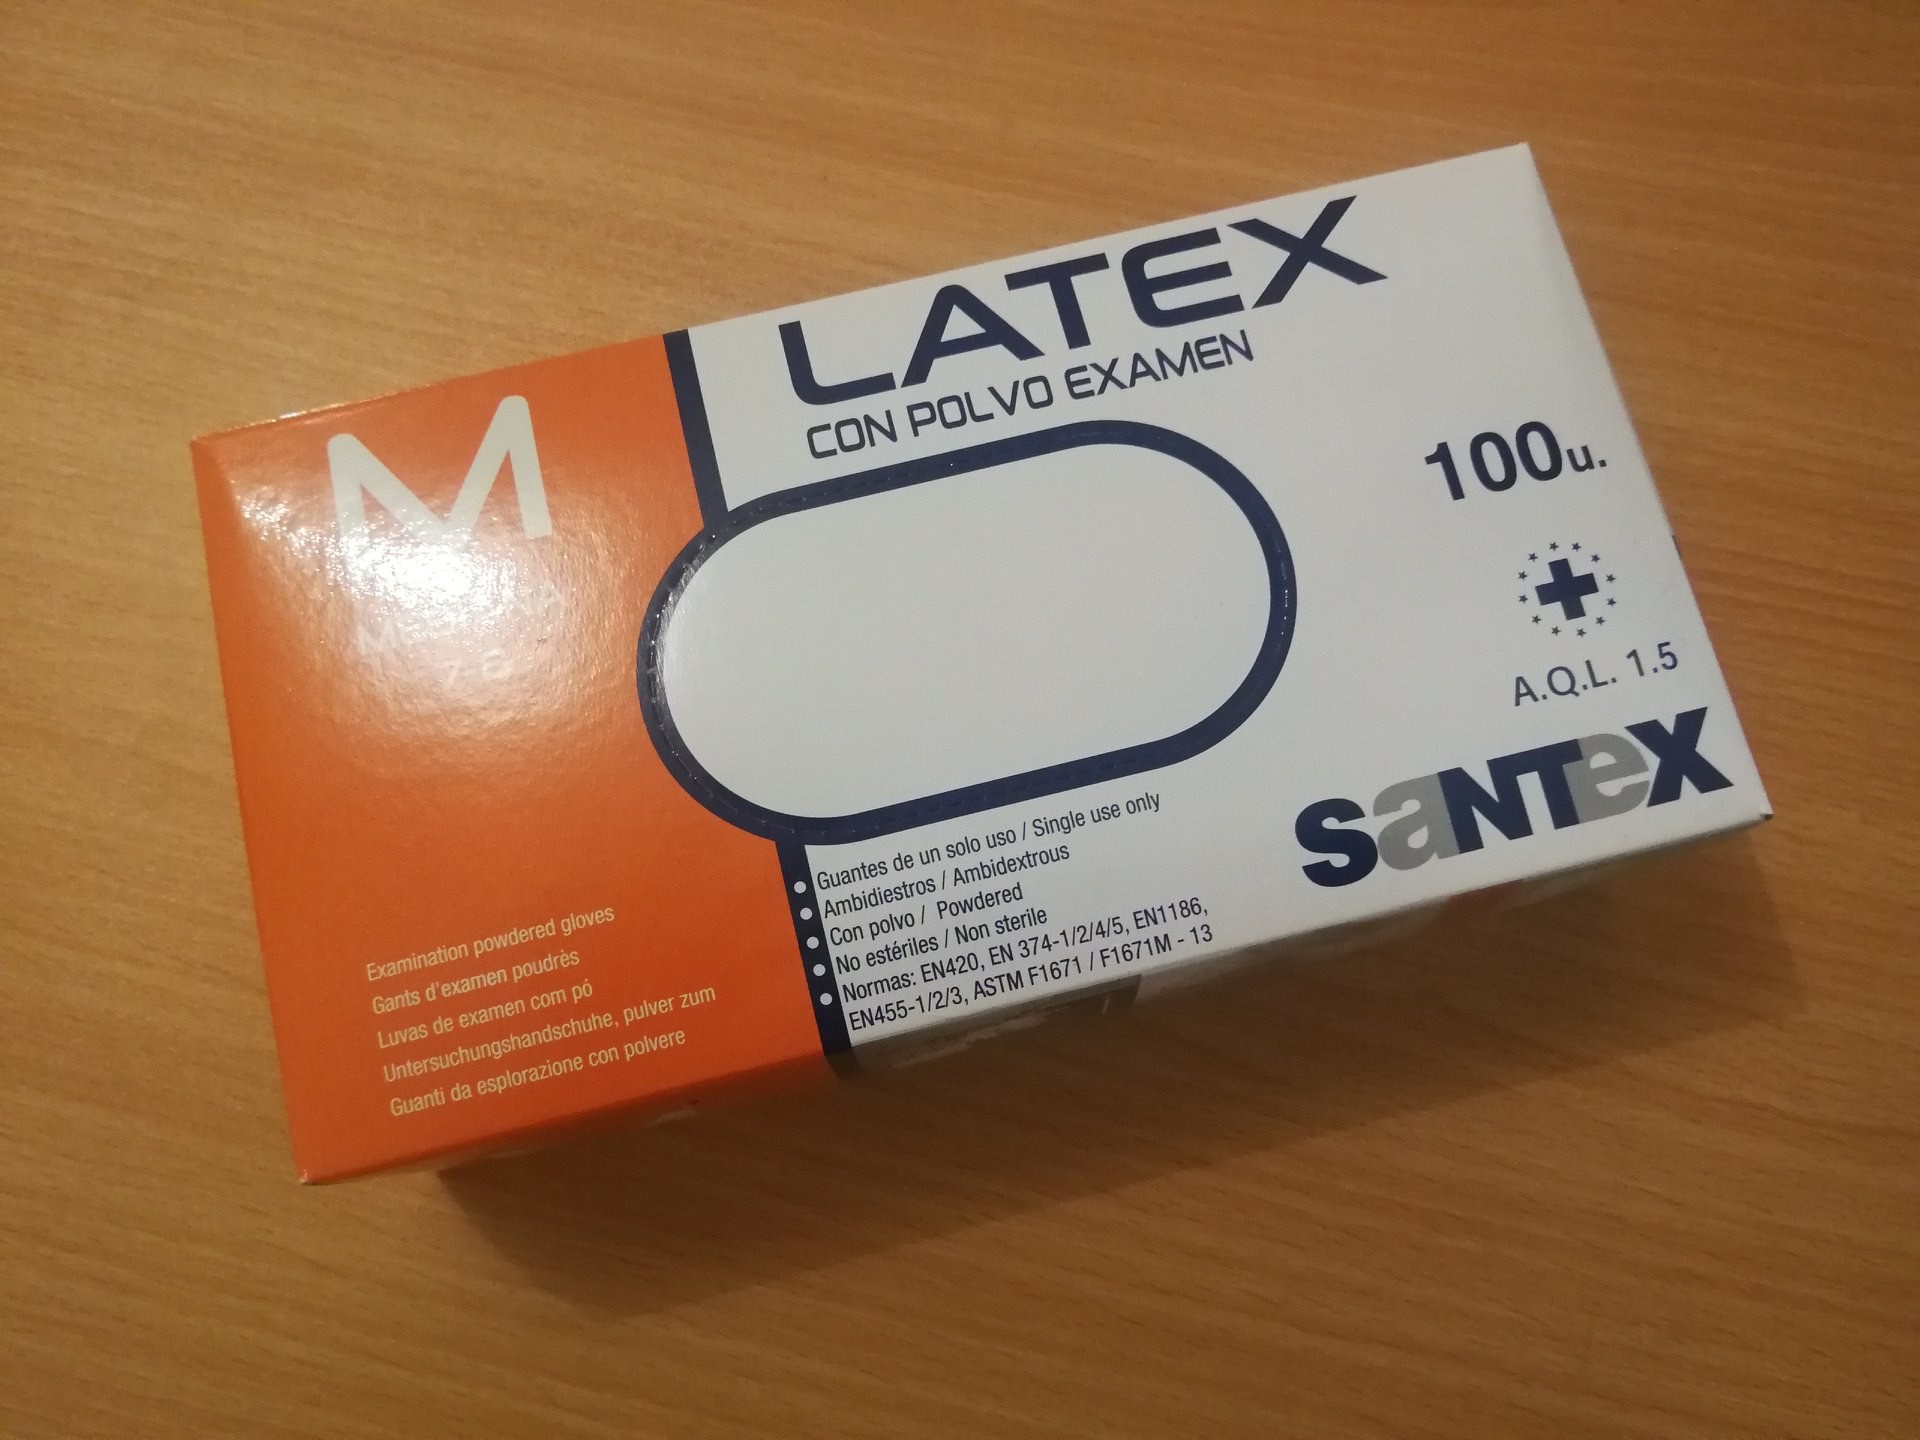 LATEX
CON POLVO EXAMEN
M
100u.
A.Q.L. 1.5
SaNTeX
Guantes de un solo uso / Single use only
Ambidiestros / Ambidextrous
Con polvo / Powdered
No estériles / Non sterile
Normas: EN420, EN 374-1/2/4/5, EN1186,
EN455-1/2/3, ASTM F1671 / F1671M - 13
Examination powdered gloves
Gants d'examen poudrès
Luvas de examen com pó
Untersuchungshandschuhe, pulver zum
Guanti da esplorazione con polvere